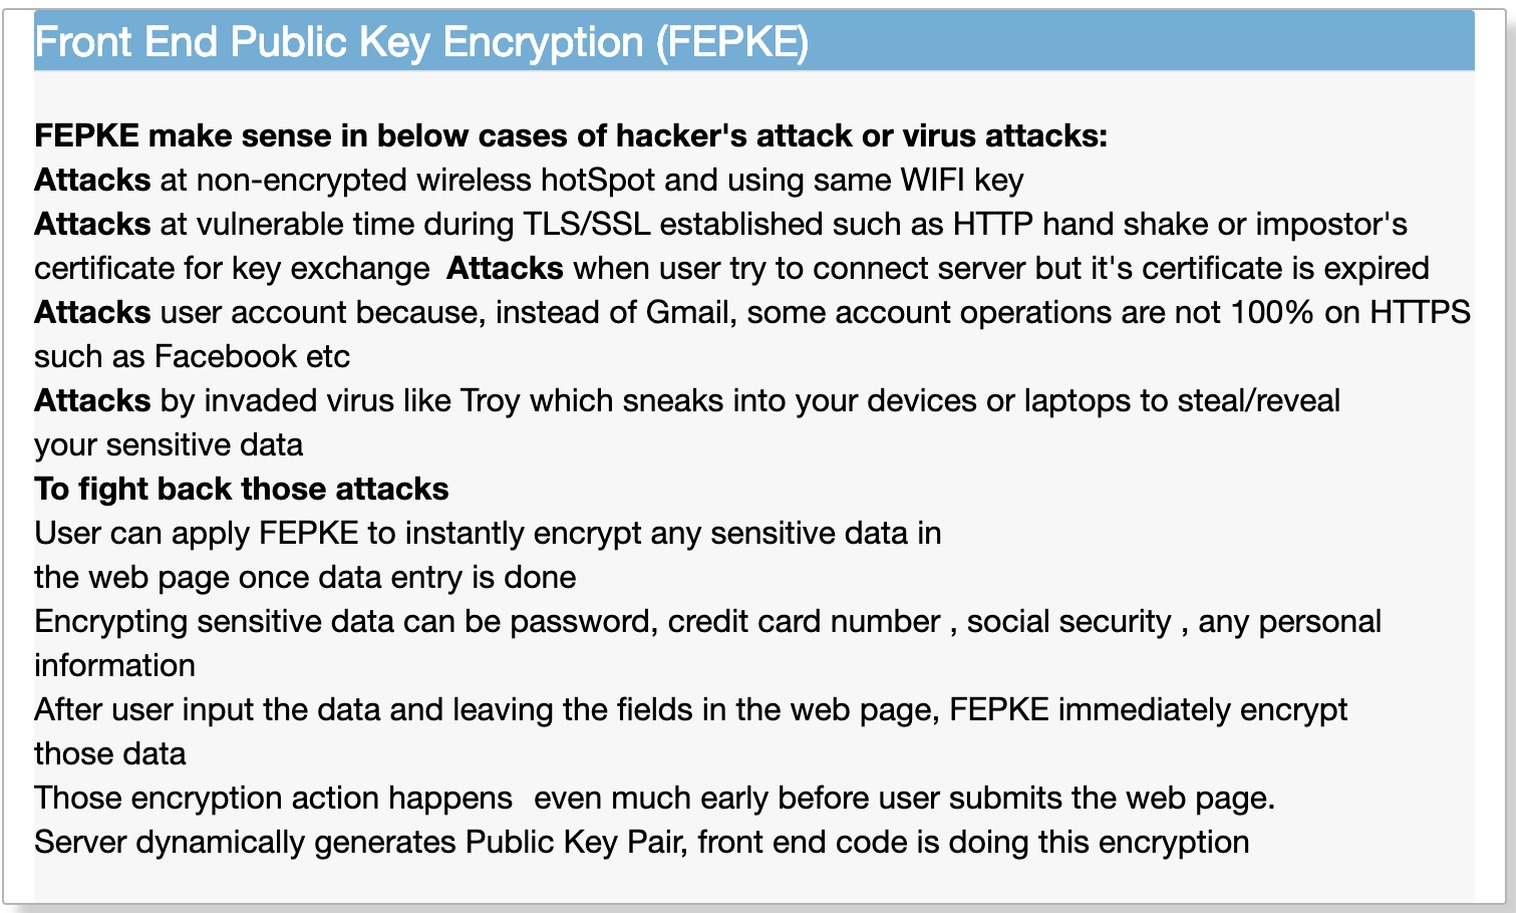 Front End Public Key Encryption (FEPKE)
FEPKE make sense in below cases of hacker's attack or virus attacks:
Attacks at non-encrypted wireless hotSpot and using same WIFI key
Attacks at vulnerable time during TLS/SSL established such as HTTP hand shake or impostor's
certificate for key exchange  Attacks when user try to connect server but it's certificate is expired
Attacks user account because, instead of Gmail, some account operations are not 100% on HTTPS
such as Facebook etc
Attacks by invaded virus like Troy which sneaks into your devices or laptops to steal/reveal
your sensitive data
To fight back those attacks
User can apply FEPKE to instantly encrypt any sensitive data in
the web page once data entry is done
Encrypting sensitive data can be password, credit card number , social security , any personal
information
After user input the data and leaving the fields in the web page, FEPKE immediately encrypt
those data
Those encryption action happens  even much early before user submits the web page.
Server dynamically generates Public Key Pair, front end code is doing this encryption